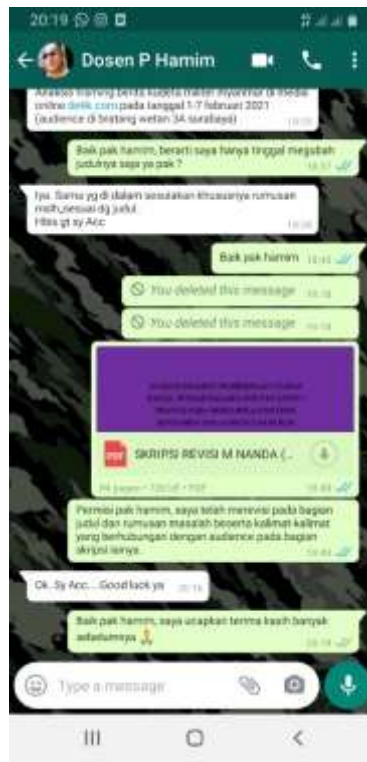 20:19
Dosen P Hamim
Analisis framing berita kudeta militer myanmar di media
online detik.com pada tanggal 1-7 februari 2021
(audience di bratang wetan 3A surabaya)
Baik pak hamim, berarti saya hanya tinggal megubah
judulnya saja ya pak ?
Iya. Sama yg di dalam sesuaikan khususnya rumusan
mslh,sesuai dg judul.
Hbis gt sy Acc
Baik pak hamim
You deleted this message
You deleted this message
PDF
SKRIPSI REVISI M NANDA (..
PDF
Permisi pak hamim, saya telah merevisi pada bagian
judul dan rumusan masalah beserta kalimat-kalimat
yang berhubungan dengan audience pada bagian
skripsi lainya.
Ok. Sy Acc....Good luck ya
Baik pak hamim, saya ucapkan terima kasih banyak
sebelumnya 🙏
Type a message